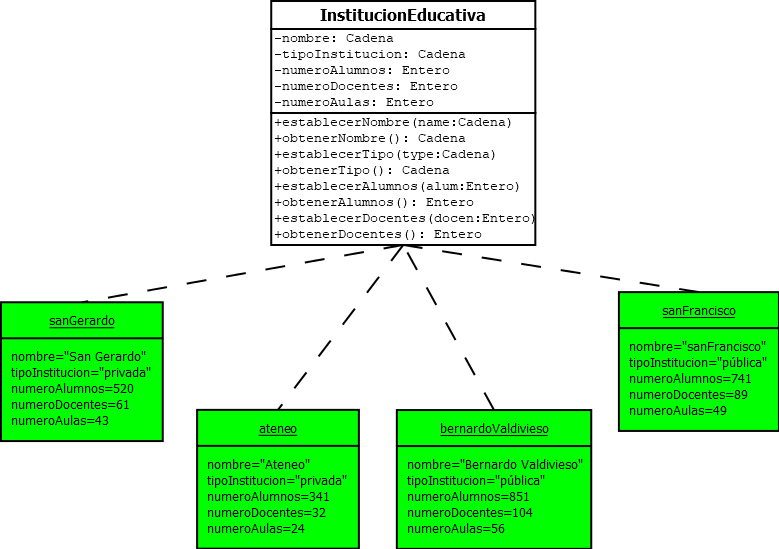 InstitucionEducativa
-nombre: Cadena
-tipoInstitucion: Cadena
-numeroAlumnos: Entero
-numeroDocentes: Entero
-numeroAulas: Entero
+establecerNombre(name:Cadena)
+obtenerNombre(): Cadena
+establecerTipo(type:Cadena)
+obtenerTipo(): Cadena
+establecerAlumnos(alum:Entero)
+obtenerAlumnos(): Entero
+establecerDocentes(docen:Entero)
+obtenerDocentes(): Entero
sanGerardo
nombre="San Gerardo"
tipoInstitucion="privada"
numeroAlumnos=520
numeroDocentes=61
numeroAulas=43
ateneo
nombre="Ateneo"
tipoInstitucion="privada"
numeroAlumnos=341
numeroDocentes=32
numeroAulas=24
bernardoValdivieso
nombre="Bernardo Valdivieso"
tipoInstitucion="pública"
numeroAlumnos=851
numeroDocentes=104
numeroAulas=56
sanFrancisco
nombre="sanFrancisco"
tipoInstitucion="pública"
numeroAlumnos=741
numeroDocentes=89
numeroAulas=49